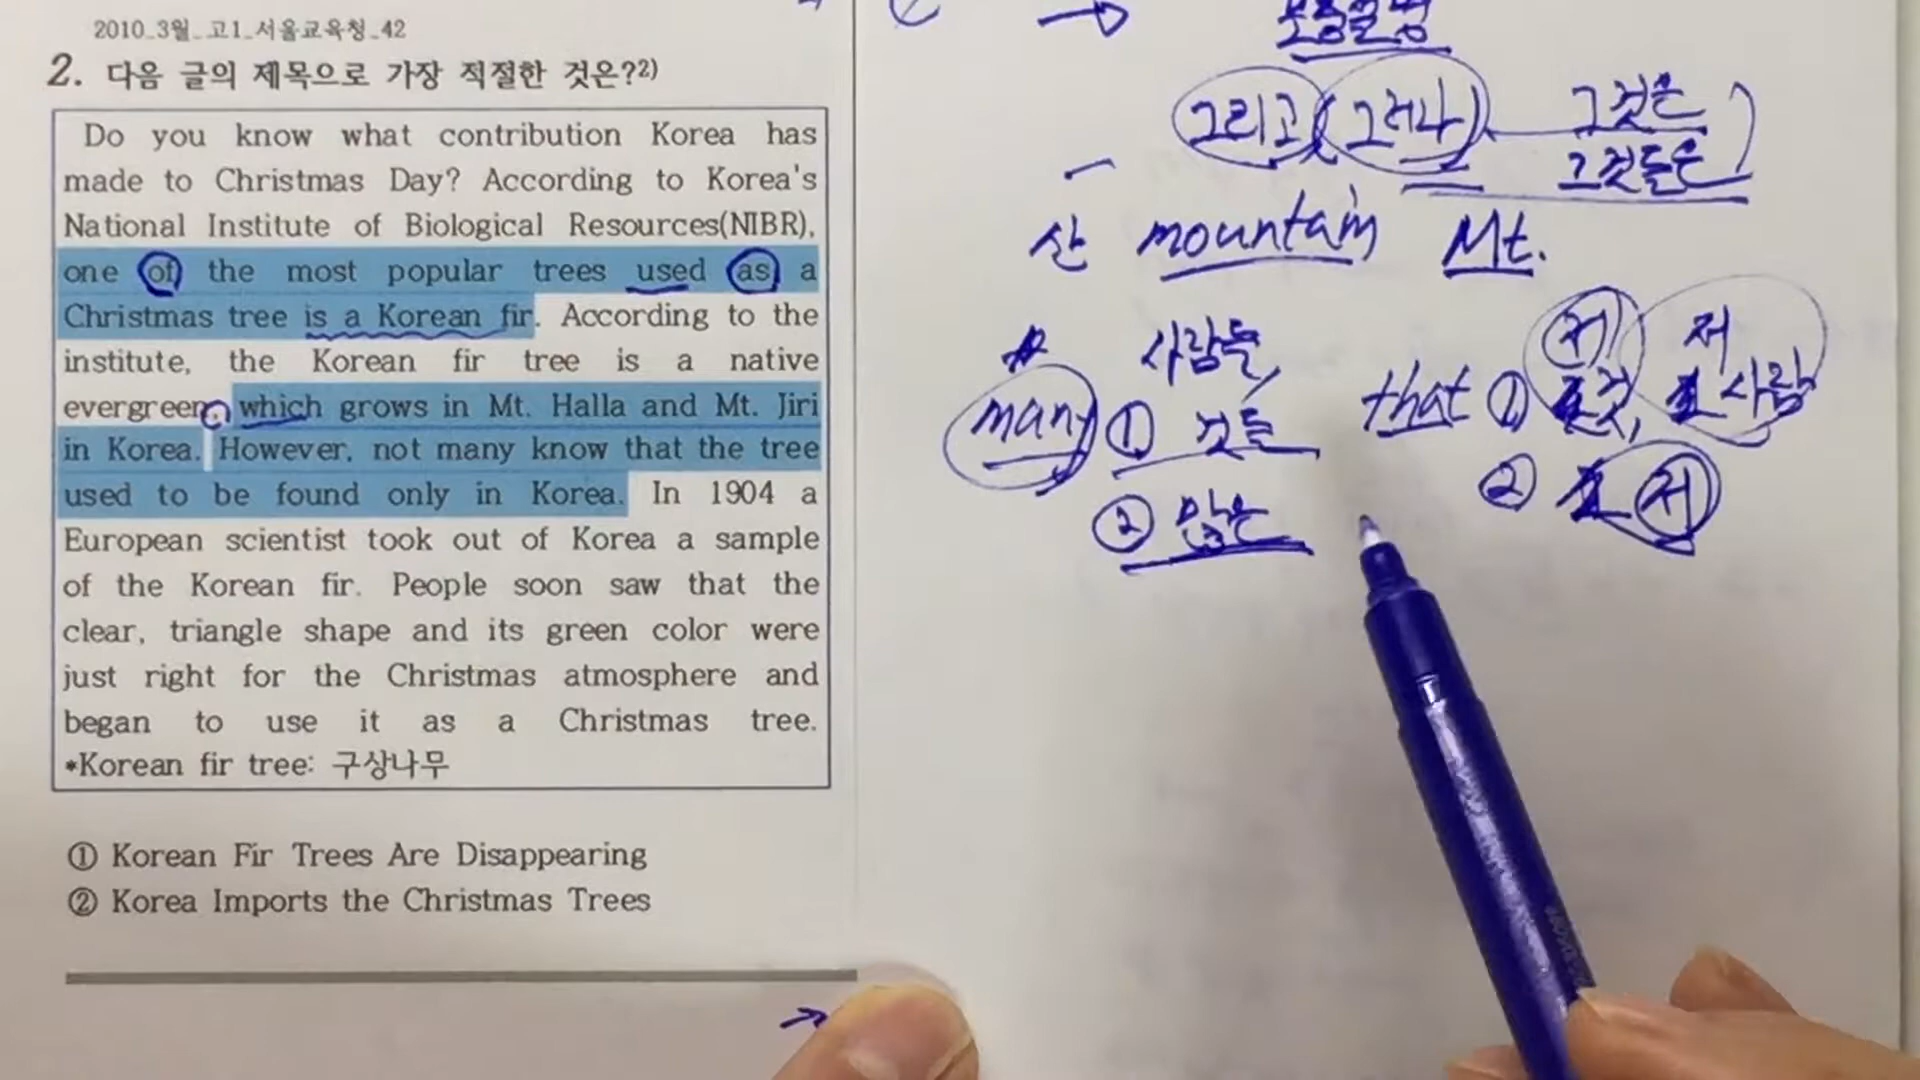 2010_3월_고1_서울교육청_42
2. 다음 글의 제목으로 가장 적절한 것은?2)
Do you know what contribution Korea has
made to Christmas Day? According to Korea's
National Institute of Biological Resources(NIBR),
one of the most popular trees used as a
Christmas tree is a Korean fir. According to the
institute, the Korean fir tree is a native
evergreen, which grows in Mt. Halla and Mt. Jiri
in Korea. However, not many know that the tree
used to be found only in Korea. In 1904 a
European scientist took out of Korea a sample
of the Korean fir. People soon saw that the
clear, triangle shape and its green color were
just right for the Christmas atmosphere and
began to use it as a Christmas tree.
*Korean fir tree: 구상나무
① Korean Fir Trees Are Disappearing
② Korea Imports the Christmas Trees
그리고 (그러나) 그것은
그것들은
산 mountain Mt.
사람들,
many ① 것들
② 많은
that ① 저 것, 저 사람
② 저